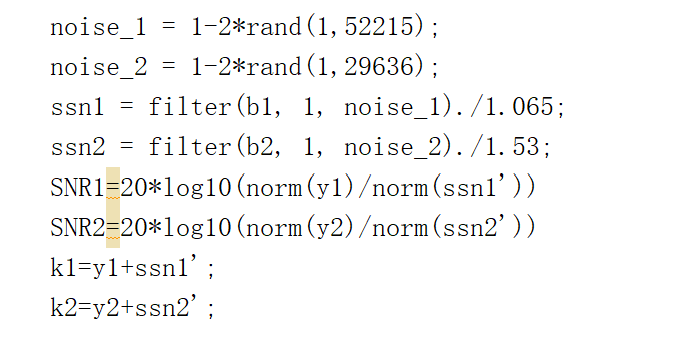 noise_1 = 1-2*rand(1,52215);
noise_2 = 1-2*rand(1,29636);
ssn1 = filter(b1, 1, noise_1)./1.065;
ssn2 = filter(b2, 1, noise_2)./1.53;
SNR1=20*log10(norm(y1)/norm(ssn1'))
SNR2=20*log10(norm(y2)/norm(ssn2'))
k1=y1+ssn1';
k2=y2+ssn2';